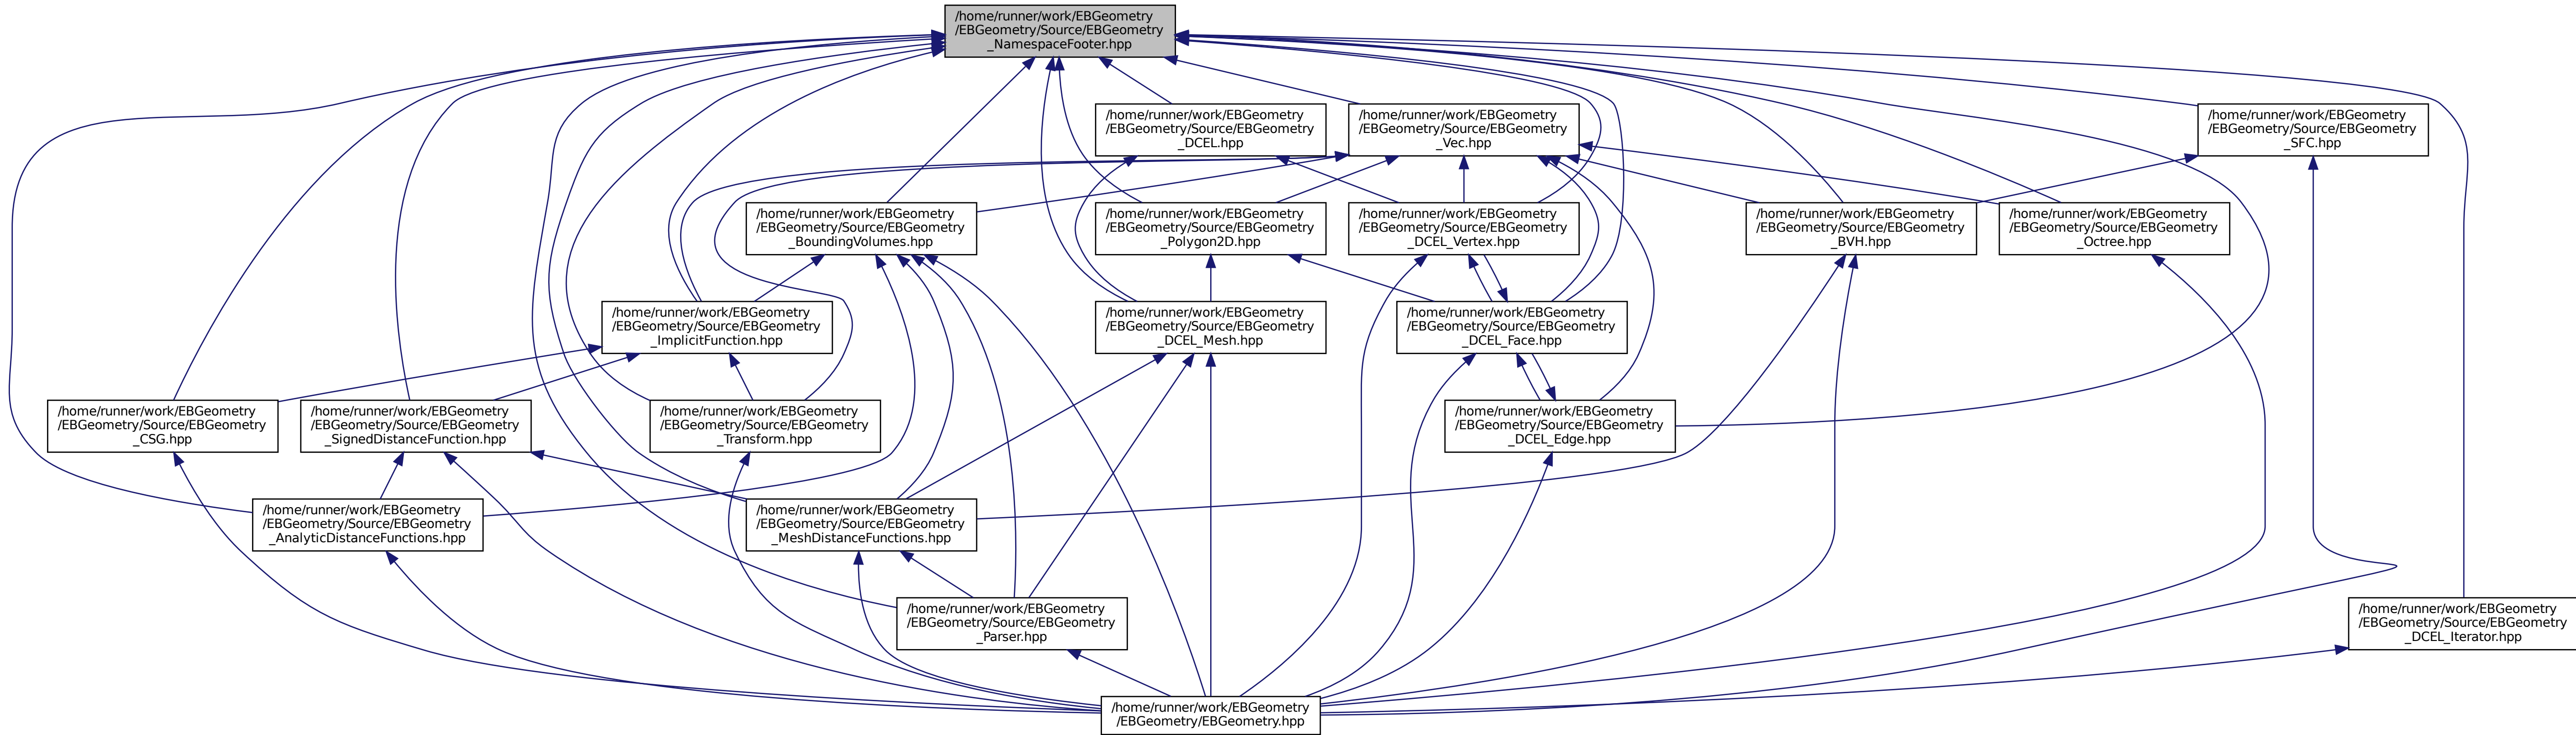 /home/runner/work/EBGeometry
/EBGeometry/Source/EBGeometry
_NamespaceFooter.hpp
/home/runner/work/EBGeometry
/EBGeometry/Source/EBGeometry
_DCEL.hpp
/home/runner/work/EBGeometry
/EBGeometry/Source/EBGeometry
_Vec.hpp
/home/runner/work/EBGeometry
/EBGeometry/Source/EBGeometry
_SFC.hpp
/home/runner/work/EBGeometry
/EBGeometry/Source/EBGeometry
_BoundingVolumes.hpp
/home/runner/work/EBGeometry
/EBGeometry/Source/EBGeometry
_Polygon2D.hpp
/home/runner/work/EBGeometry
/EBGeometry/Source/EBGeometry
_DCEL_Vertex.hpp
/home/runner/work/EBGeometry
/EBGeometry/Source/EBGeometry
_BVH.hpp
/home/runner/work/EBGeometry
/EBGeometry/Source/EBGeometry
_Octree.hpp
/home/runner/work/EBGeometry
/EBGeometry/Source/EBGeometry
_ImplicitFunction.hpp
/home/runner/work/EBGeometry
/EBGeometry/Source/EBGeometry
_DCEL_Mesh.hpp
/home/runner/work/EBGeometry
/EBGeometry/Source/EBGeometry
_DCEL_Face.hpp
/home/runner/work/EBGeometry
/EBGeometry/Source/EBGeometry
_CSG.hpp
/home/runner/work/EBGeometry
/EBGeometry/Source/EBGeometry
_SignedDistanceFunction.hpp
/home/runner/work/EBGeometry
/EBGeometry/Source/EBGeometry
_Transform.hpp
/home/runner/work/EBGeometry
/EBGeometry/Source/EBGeometry
_DCEL_Edge.hpp
/home/runner/work/EBGeometry
/EBGeometry/Source/EBGeometry
_AnalyticDistanceFunctions.hpp
/home/runner/work/EBGeometry
/EBGeometry/Source/EBGeometry
_MeshDistanceFunctions.hpp
/home/runner/work/EBGeometry
/EBGeometry/Source/EBGeometry
_Parser.hpp
/home/runner/work/EBGeometry
/EBGeometry/Source/EBGeometry
_DCEL_Iterator.hpp
/home/runner/work/EBGeometry
/EBGeometry/EBGeometry.hpp